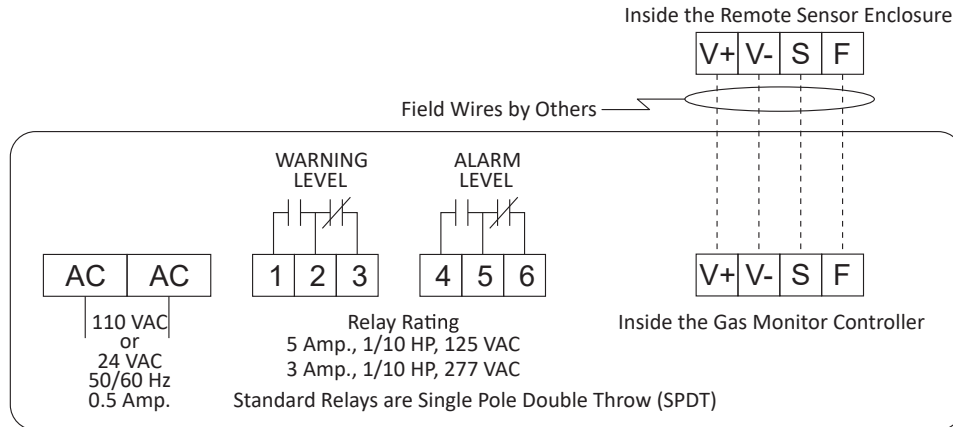 Inside the Remote Sensor Enclosure
V+ V- S F
Field Wires by Others
WARNING
LEVEL
ALARM
LEVEL
AC AC
1 2 3
4 5 6
V+ V- S F
110 VAC
or
24 VAC
50/60 Hz
0.5 Amp.
Relay Rating
5 Amp., 1/10 HP, 125 VAC
3 Amp., 1/10 HP, 277 VAC
Standard Relays are Single Pole Double Throw (SPDT)
Inside the Gas Monitor Controller